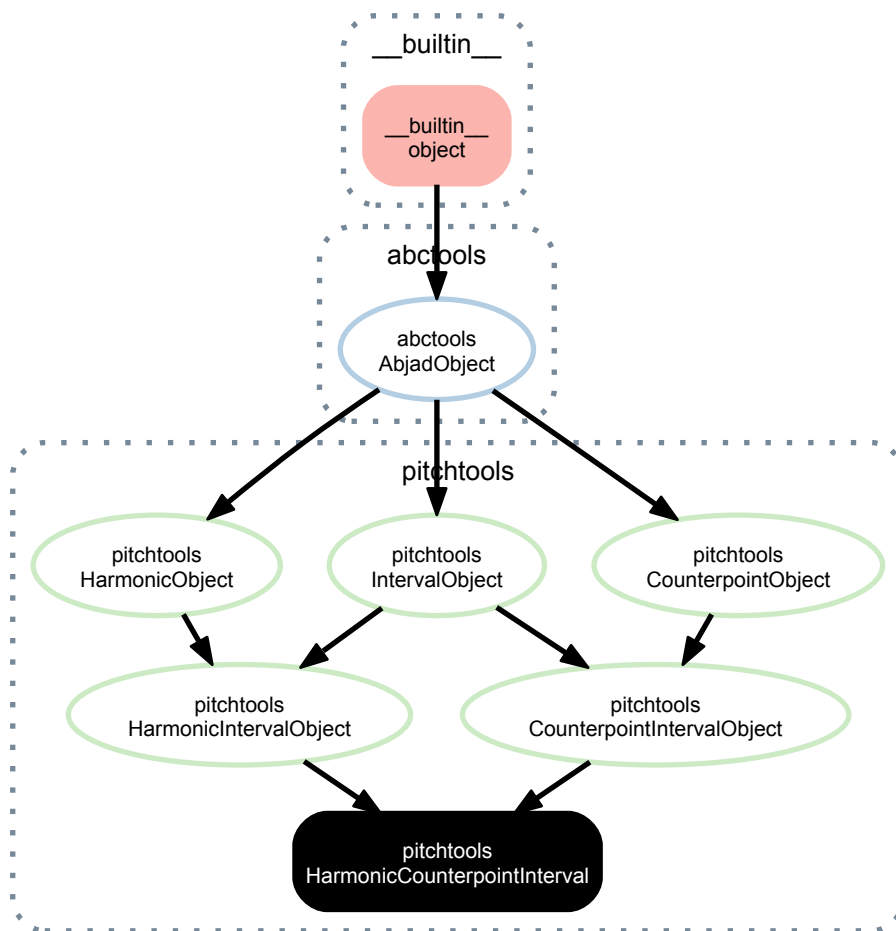 __builtin__
__builtin__
object
abctools
abctools
AbjadObject
pitchtools
pitchtools
HarmonicObject
pitchtools
IntervalObject
pitchtools
CounterpointObject
pitchtools
HarmonicIntervalObject
pitchtools
CounterpointIntervalObject
pitchtools
HarmonicCounterpointInterval